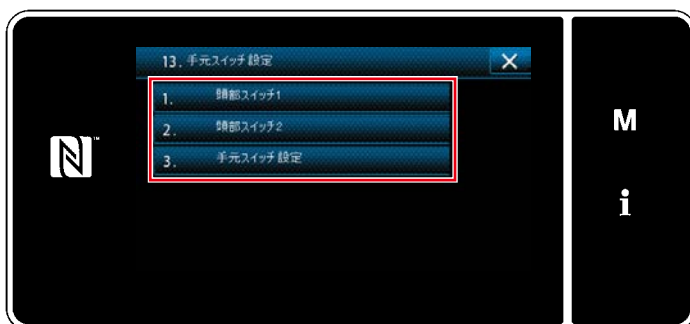 13. 手元スイッチ設定
1. 頭部スイッチ1
2. 頭部スイッチ2
3. 手元スイッチ設定
M
i
N
™